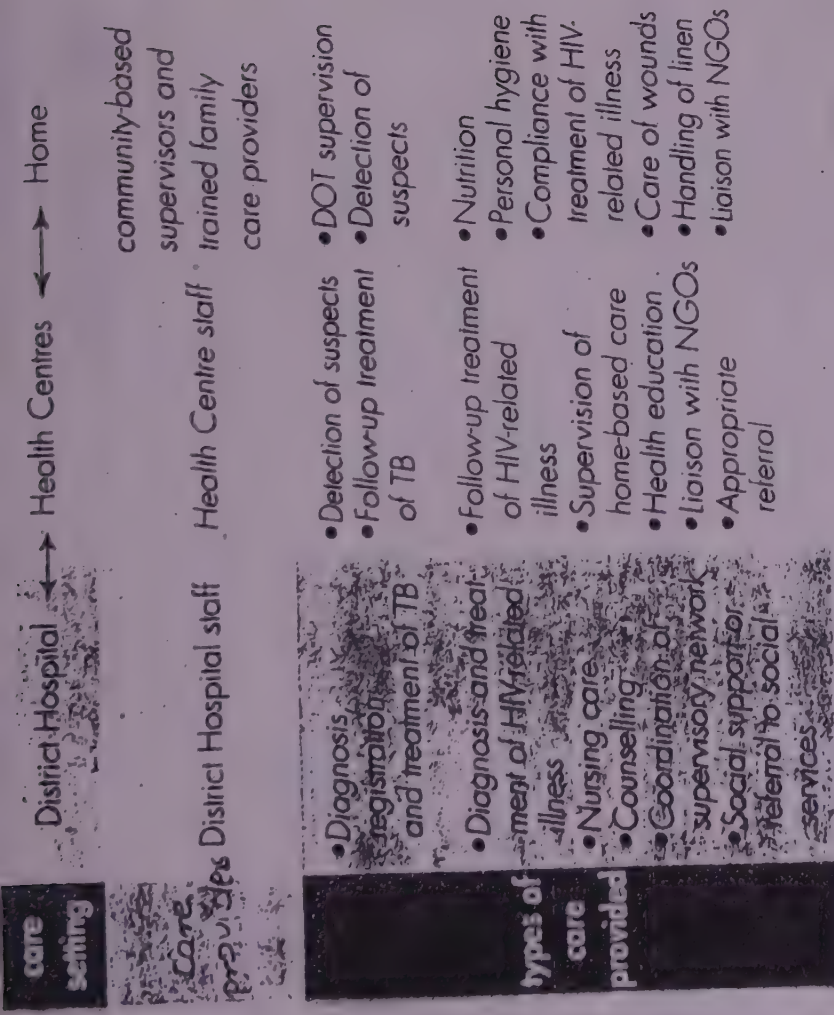 care
setting
District Hospital ←→ Health Centres ←→ Home
care
provides
District Hospital staff
Health Centre staff
community-based
supervisors and
trained family
care providers
types of
care
provided
•Diagnosis
registration
and treatment of TB
•Diagnosis and treat-
ment of HIV-related
illness
•Nursing care
•Counselling
•Coordination of
supervisory network
•Social support or
referral to social
services
•Detection of suspects
•Follow-up treatment
of TB
•Follow-up treatment
of HIV-related
illness
•Supervision of
home-based care
•Health education
•Liaison with NGOs
•Appropriate
referral
•DOT supervision
•Detection of
suspects
•Nutrition
•Personal hygiene
•Compliance with
treatment of HIV-
related illness
•Care of wounds
•Handling of linen
•Liaison with NGOs